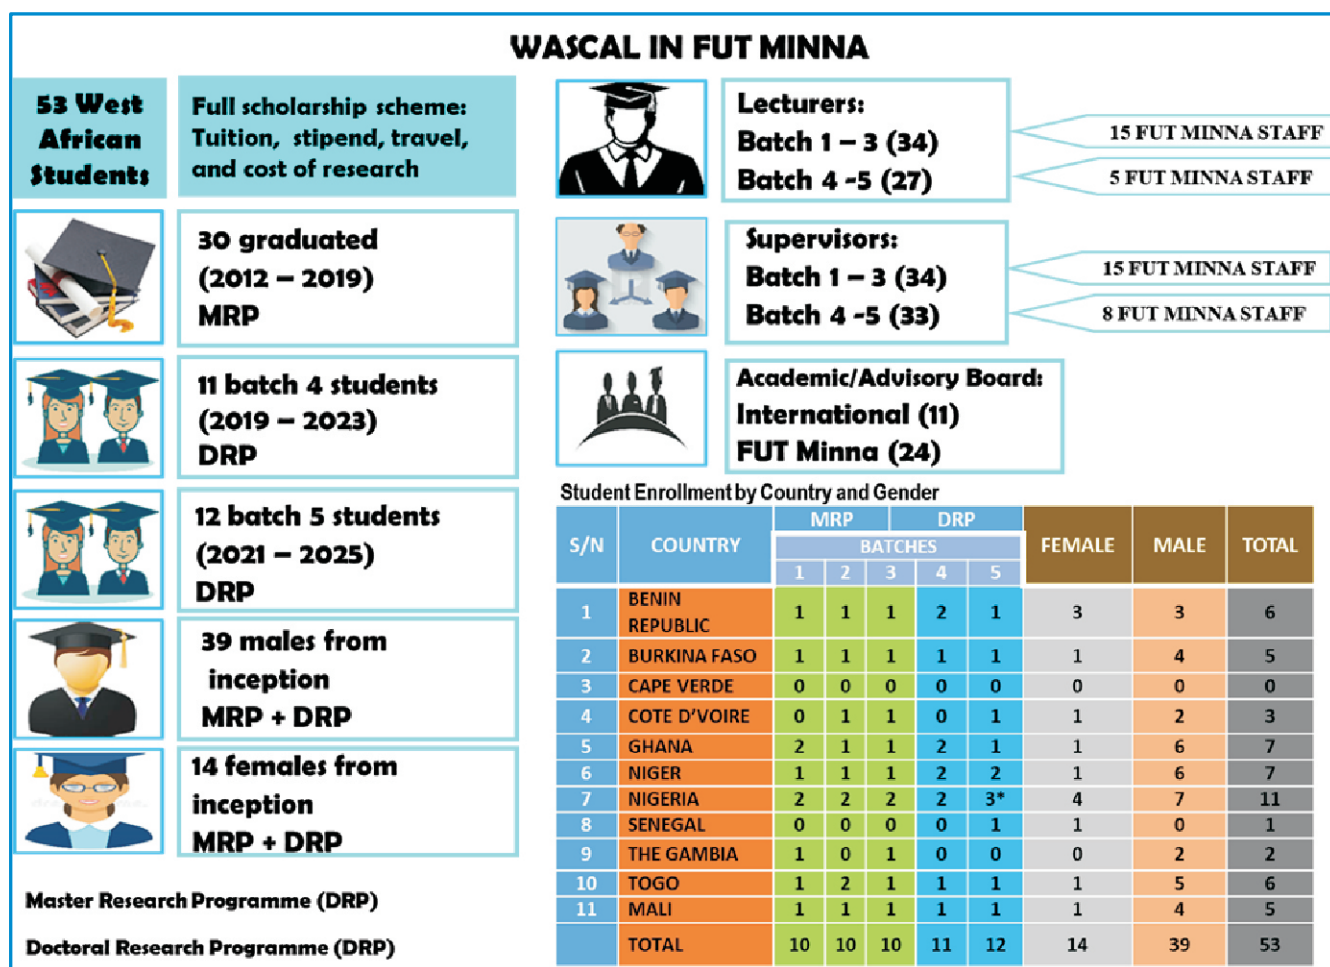 WASCAL IN FUT MINNA
53 West
African
Students
Full scholarship scheme:
Tuition, stipend, travel,
and cost of research
30 graduated
(2012 – 2019)
MRP
11 batch 4 students
(2019 – 2023)
DRP
12 batch 5 students
(2021 – 2025)
DRP
39 males from
inception
MRP + DRP
14 females from
inception
MRP + DRP
Master Research Programme (DRP)
Doctoral Research Programme (DRP)
Lecturers:
Batch 1 – 3 (34)
Batch 4 -5 (27)
15 FUT MINNA STAFF
5 FUT MINNA STAFF
Supervisors:
Batch 1 – 3 (34)
Batch 4 -5 (33)
15 FUT MINNA STAFF
8 FUT MINNA STAFF
Academic/Advisory Board:
International (11)
FUT Minna (24)
Student Enrollment by Country and Gender
S/N COUNTRY MRP DRP FEMALE MALE TOTAL
BATCHES
1 2 3 4 5
1 BENIN REPUBLIC 1 1 1 2 1 3 3 6
2 BURKINA FASO 1 1 1 1 1 1 4 5
3 CAPE VERDE 0 0 0 0 0 0 0 0
4 COTE D'VOIRE 0 1 1 0 1 1 2 3
5 GHANA 2 1 1 2 1 1 6 7
6 NIGER 1 1 1 2 2 1 6 7
7 NIGERIA 2 2 2 2 3* 4 7 11
8 SENEGAL 0 0 0 0 1 1 0 1
9 THE GAMBIA 1 0 1 0 0 0 2 2
10 TOGO 1 2 1 1 1 1 5 6
11 MALI 1 1 1 1 1 1 4 5
TOTAL 10 10 10 11 12 14 39 53